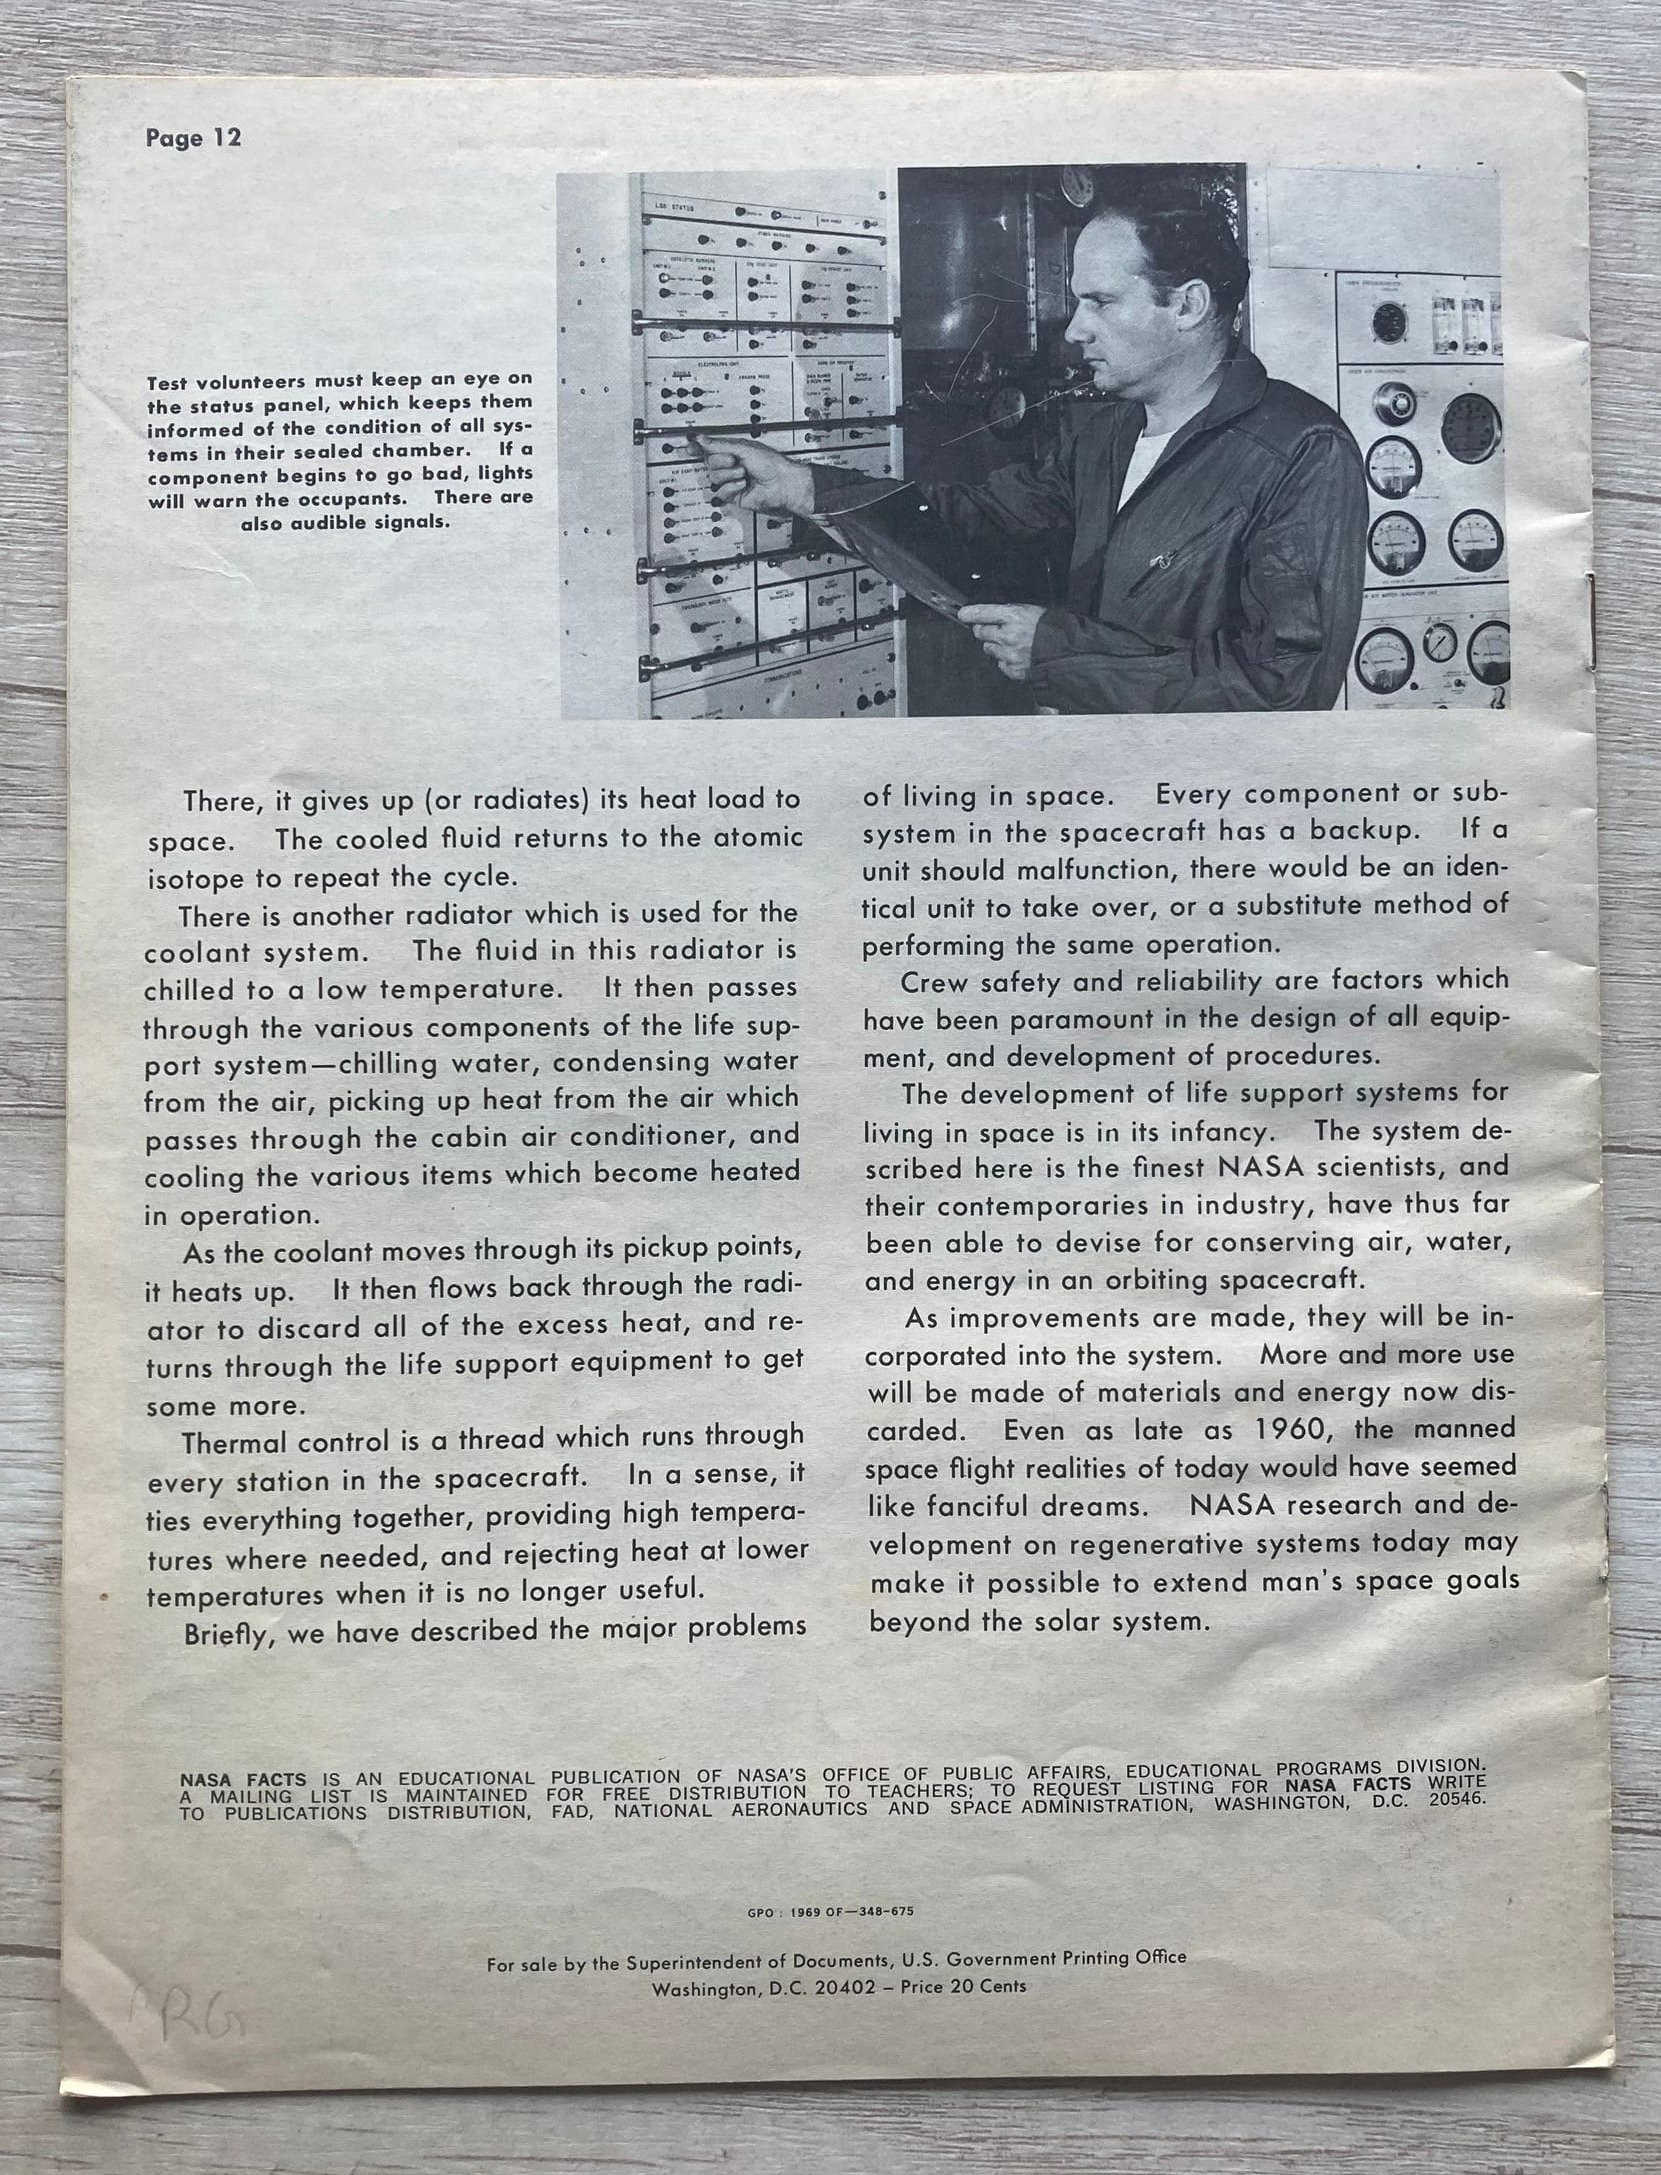 Page 12
Test volunteers must keep an eye on
the status panel, which keeps them
informed of the condition of all sys-
tems in their sealed chamber. If a
component begins to go bad, lights
will warn the occupants. There are
also audible signals.
There, it gives up (or radiates) its heat load to
space. The cooled fluid returns to the atomic
isotope to repeat the cycle.
There is another radiator which is used for the
coolant system. The fluid in this radiator is
chilled to a low temperature. It then passes
through the various components of the life sup-
port system—chilling water, condensing water
from the air, picking up heat from the air which
passes through the cabin air conditioner, and
cooling the various items which become heated
in operation.
As the coolant moves through its pickup points,
it heats up. It then flows back through the radi-
ator to discard all of the excess heat, and re-
turns through the life support equipment to get
some more.
Thermal control is a thread which runs through
every station in the spacecraft. In a sense, it
ties everything together, providing high tempera-
tures where needed, and rejecting heat at lower
temperatures when it is no longer useful.
Briefly, we have described the major problems
of living in space. Every component or sub-
system in the spacecraft has a backup. If a
unit should malfunction, there would be an iden-
tical unit to take over, or a substitute method of
performing the same operation.
Crew safety and reliability are factors which
have been paramount in the design of all equip-
ment, and development of procedures.
The development of life support systems for
living in space is in its infancy. The system de-
scribed here is the finest NASA scientists, and
their contemporaries in industry, have thus far
been able to devise for conserving air, water,
and energy in an orbiting spacecraft.
As improvements are made, they will be in-
corporated into the system. More and more use
will be made of materials and energy now dis-
carded. Even as late as 1960, the manned
space flight realities of today would have seemed
like fanciful dreams. NASA research and de-
velopment on regenerative systems today may
make it possible to extend man's space goals
beyond the solar system.
NASA FACTS IS AN EDUCATIONAL PUBLICATION OF NASA'S OFFICE OF PUBLIC AFFAIRS, EDUCATIONAL PROGRAMS DIVISION.
A MAILING LIST IS MAINTAINED FOR FREE DISTRIBUTION TO TEACHERS; TO REQUEST LISTING FOR NASA FACTS WRITE
TO PUBLICATIONS DISTRIBUTION, FAD, NATIONAL AERONAUTICS AND SPACE ADMINISTRATION, WASHINGTON, D.C. 20546.
GPO : 1969 OF—348-675
For sale by the Superintendent of Documents, U.S. Government Printing Office
Washington, D.C. 20402 – Price 20 Cents